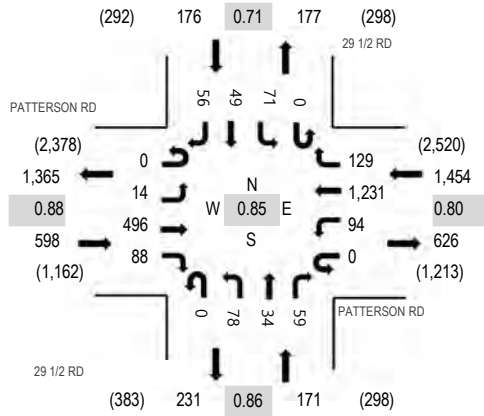 (292) 176 0.71 177 (298)
29 1/2 RD
PATTERSON RD
56 49 71 0
(2,378) (2,520)
0 129
1,365 1,454
14 N 1,231
0.88 W 0.85 E 0.80
496 S 94
598 626
88 0
(1,162) (1,213)
0 78 34 59
PATTERSON RD
29 1/2 RD
(383) 231 0.86 171 (298)